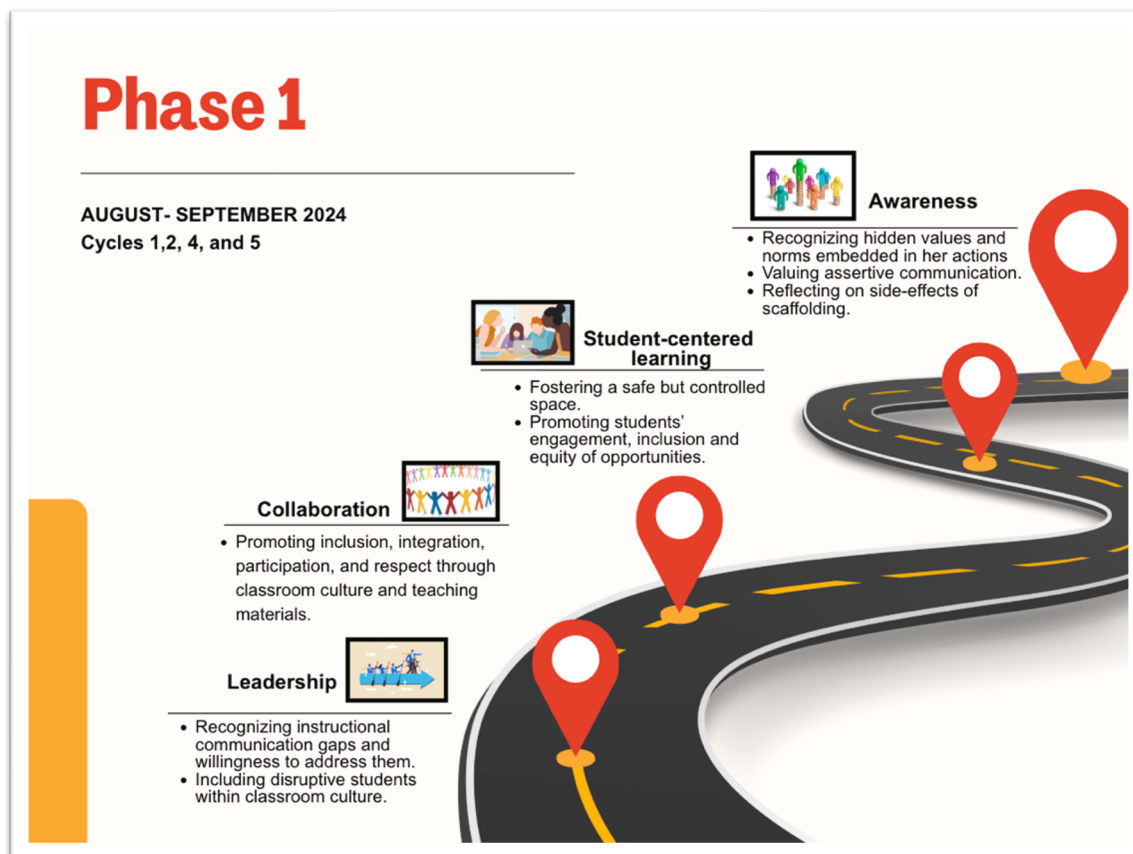 Phase 1
AUGUST- SEPTEMBER 2024
Cycles 1,2, 4, and 5
Awareness
• Recognizing hidden values and
norms embedded in her actions
• Valuing assertive communication.
• Reflecting on side-effects of
scaffolding.
Student-centered
learning
• Fostering a safe but controlled
space.
• Promoting students’
engagement, inclusion and
equity of opportunities.
Collaboration
• Promoting inclusion, integration,
participation, and respect through
classroom culture and teaching
materials.
Leadership
• Recognizing instructional
communication gaps and
willingness to address them.
• Including disruptive students
within classroom culture.